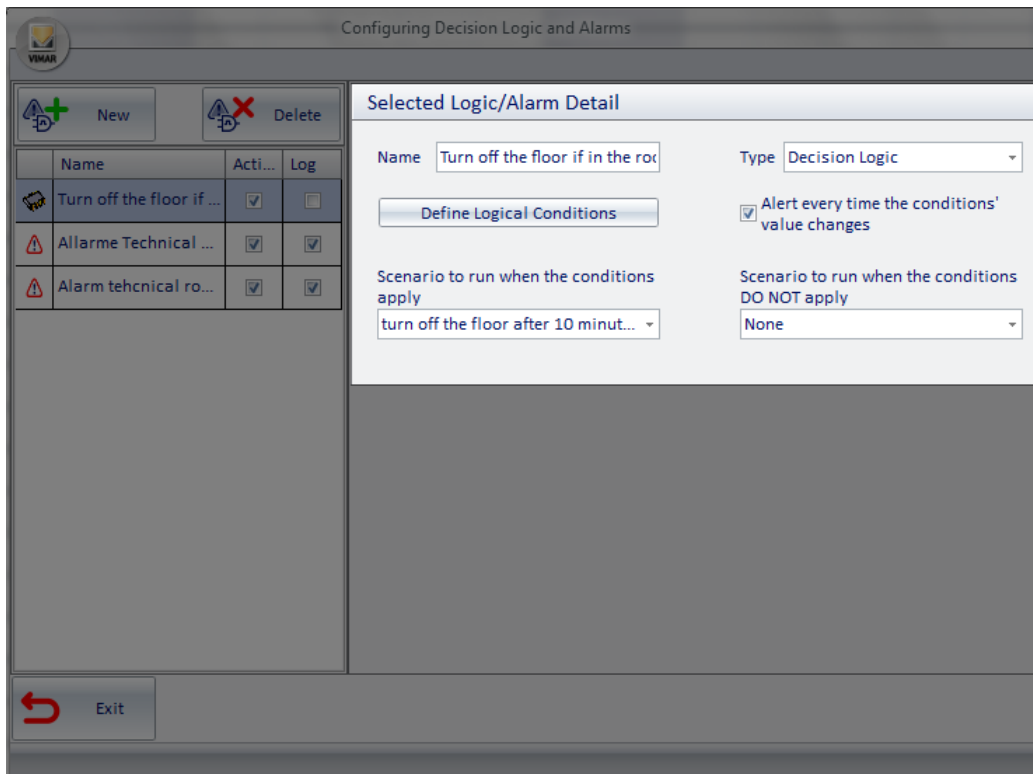 Configuring Decision Logic and Alarms
VIMAR
New
Delete
Name Acti... Log
Turn off the floor if ...
Allarme Technical ...
Alarm tehcnical ro...
Exit
Selected Logic/Alarm Detail
Name Turn off the floor if in the roo
Type Decision Logic
Define Logical Conditions
Alert every time the conditions'
value changes
Scenario to run when the conditions
apply
turn off the floor after 10 minut...
Scenario to run when the conditions
DO NOT apply
None